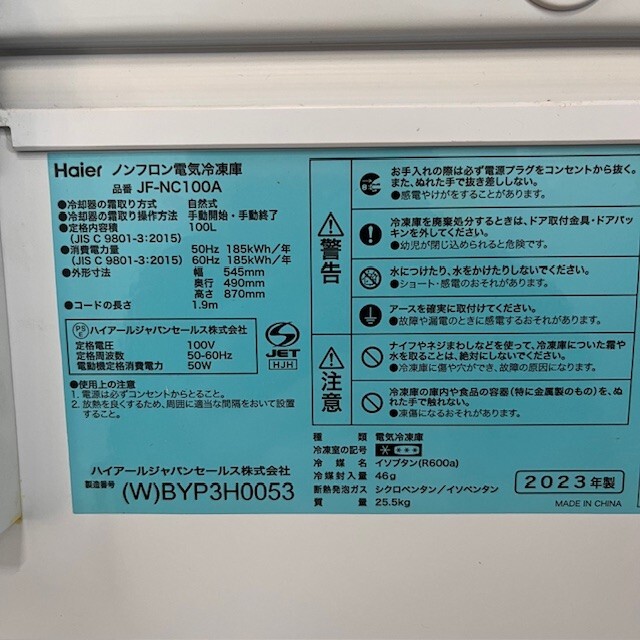 Haier ノンフロン電気冷凍庫
品番 JF-NC100A
●冷却器の霜取り方式 自然式
●冷却器の霜取り操作方法 手動開始・手動終了
●定格内容積 100L
(JIS C 9801-3:2015)
●消費電力量 50Hz 185kWh/年
(JIS C 9801-3:2015) 60Hz 185kWh/年
●外形寸法 幅 545mm
奥行 490mm
高さ 870mm
●コードの長さ 1.9m
PSE ハイアールジャパンセールス株式会社
定格電圧 100V
定格周波数 50-60Hz
電動機定格消費電力 50W
S JET
HJH
●使用上の注意
1. 電源は必ずコンセントからとること。
2. 放熱を良くするため、周囲に適当な間隔をおいて設置
すること。
ハイアールジャパンセールス株式会社
製造番号 (W)BYP3H0053
警告
お手入れの際は必ず電源プラグをコンセントから抜く。
また、ぬれた手で抜き差ししない。
●感電やけがをすることがあります。
冷凍庫を廃棄処分するときは、ドア取付金具・ドアパッ
キンを外してください。
●幼児が閉じ込められると危険です。
水につけたり、水をかけたりしないでください。
●ショート・感電のおそれがあります。
アースを確実に取付けてください。
●故障や漏電のときに感電するおそれがあります。
注意
ナイフやネジまわしなどを使って、冷凍庫についた霜や
水を取ることは、絶対にしないでください。
●冷凍庫に傷や穴ができ、故障の原因になります。
冷凍庫の庫内や食品の容器(特に金属製のもの)を、ぬ
れた手で触れない。
●凍傷になるおそれがあります。
種類 電気冷凍庫
冷凍室の記号
冷媒名 イソブタン(R600a)
冷媒封入量 46g
断熱発泡ガス シクロペンタン/イソペンタン
質量 25.5kg
2023年製
MADE IN CHINA